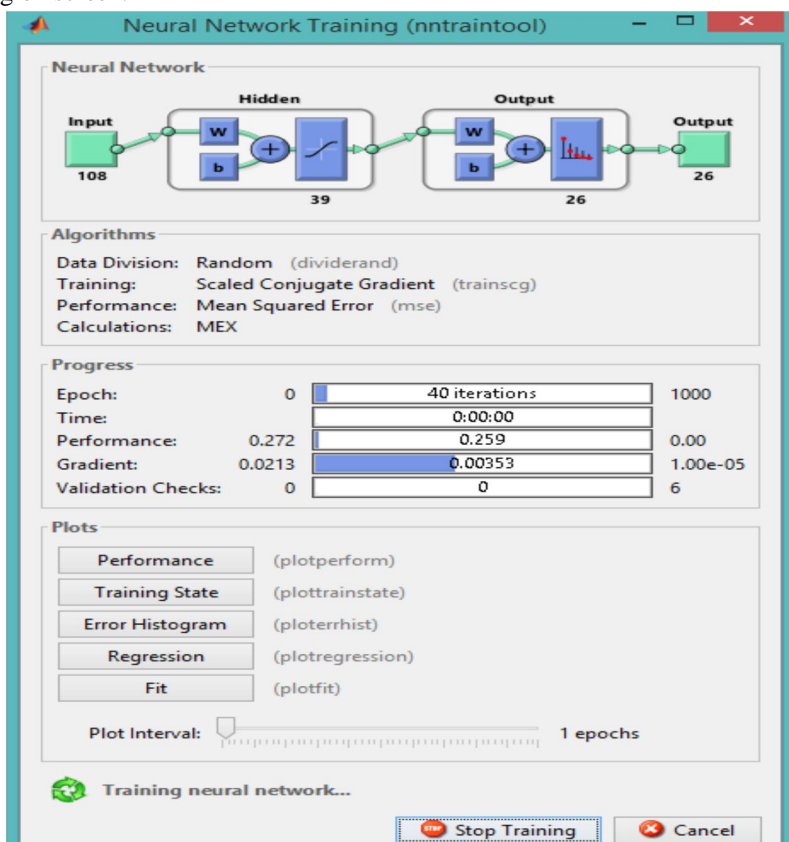 Neural Network Training (nntraintool)
Neural Network
Hidden
Output
Input
W
b
+
W
b
+
Output
108
39
26
26
Algorithms
Data Division: Random (dividerand)
Training: Scaled Conjugate Gradient (trainscg)
Performance: Mean Squared Error (mse)
Calculations: MEX
Progress
Epoch: 0 40 iterations 1000
Time: 0:00:00
Performance: 0.272 0.259 0.00
Gradient: 0.0213 0.00353 1.00e-05
Validation Checks: 0 0 6
Plots
Performance (plotperform)
Training State (plottrainstate)
Error Histogram (ploterrhist)
Regression (plotregression)
Fit (plotfit)
Plot Interval: 1 epochs
Training neural network...
STOP Stop Training Cancel